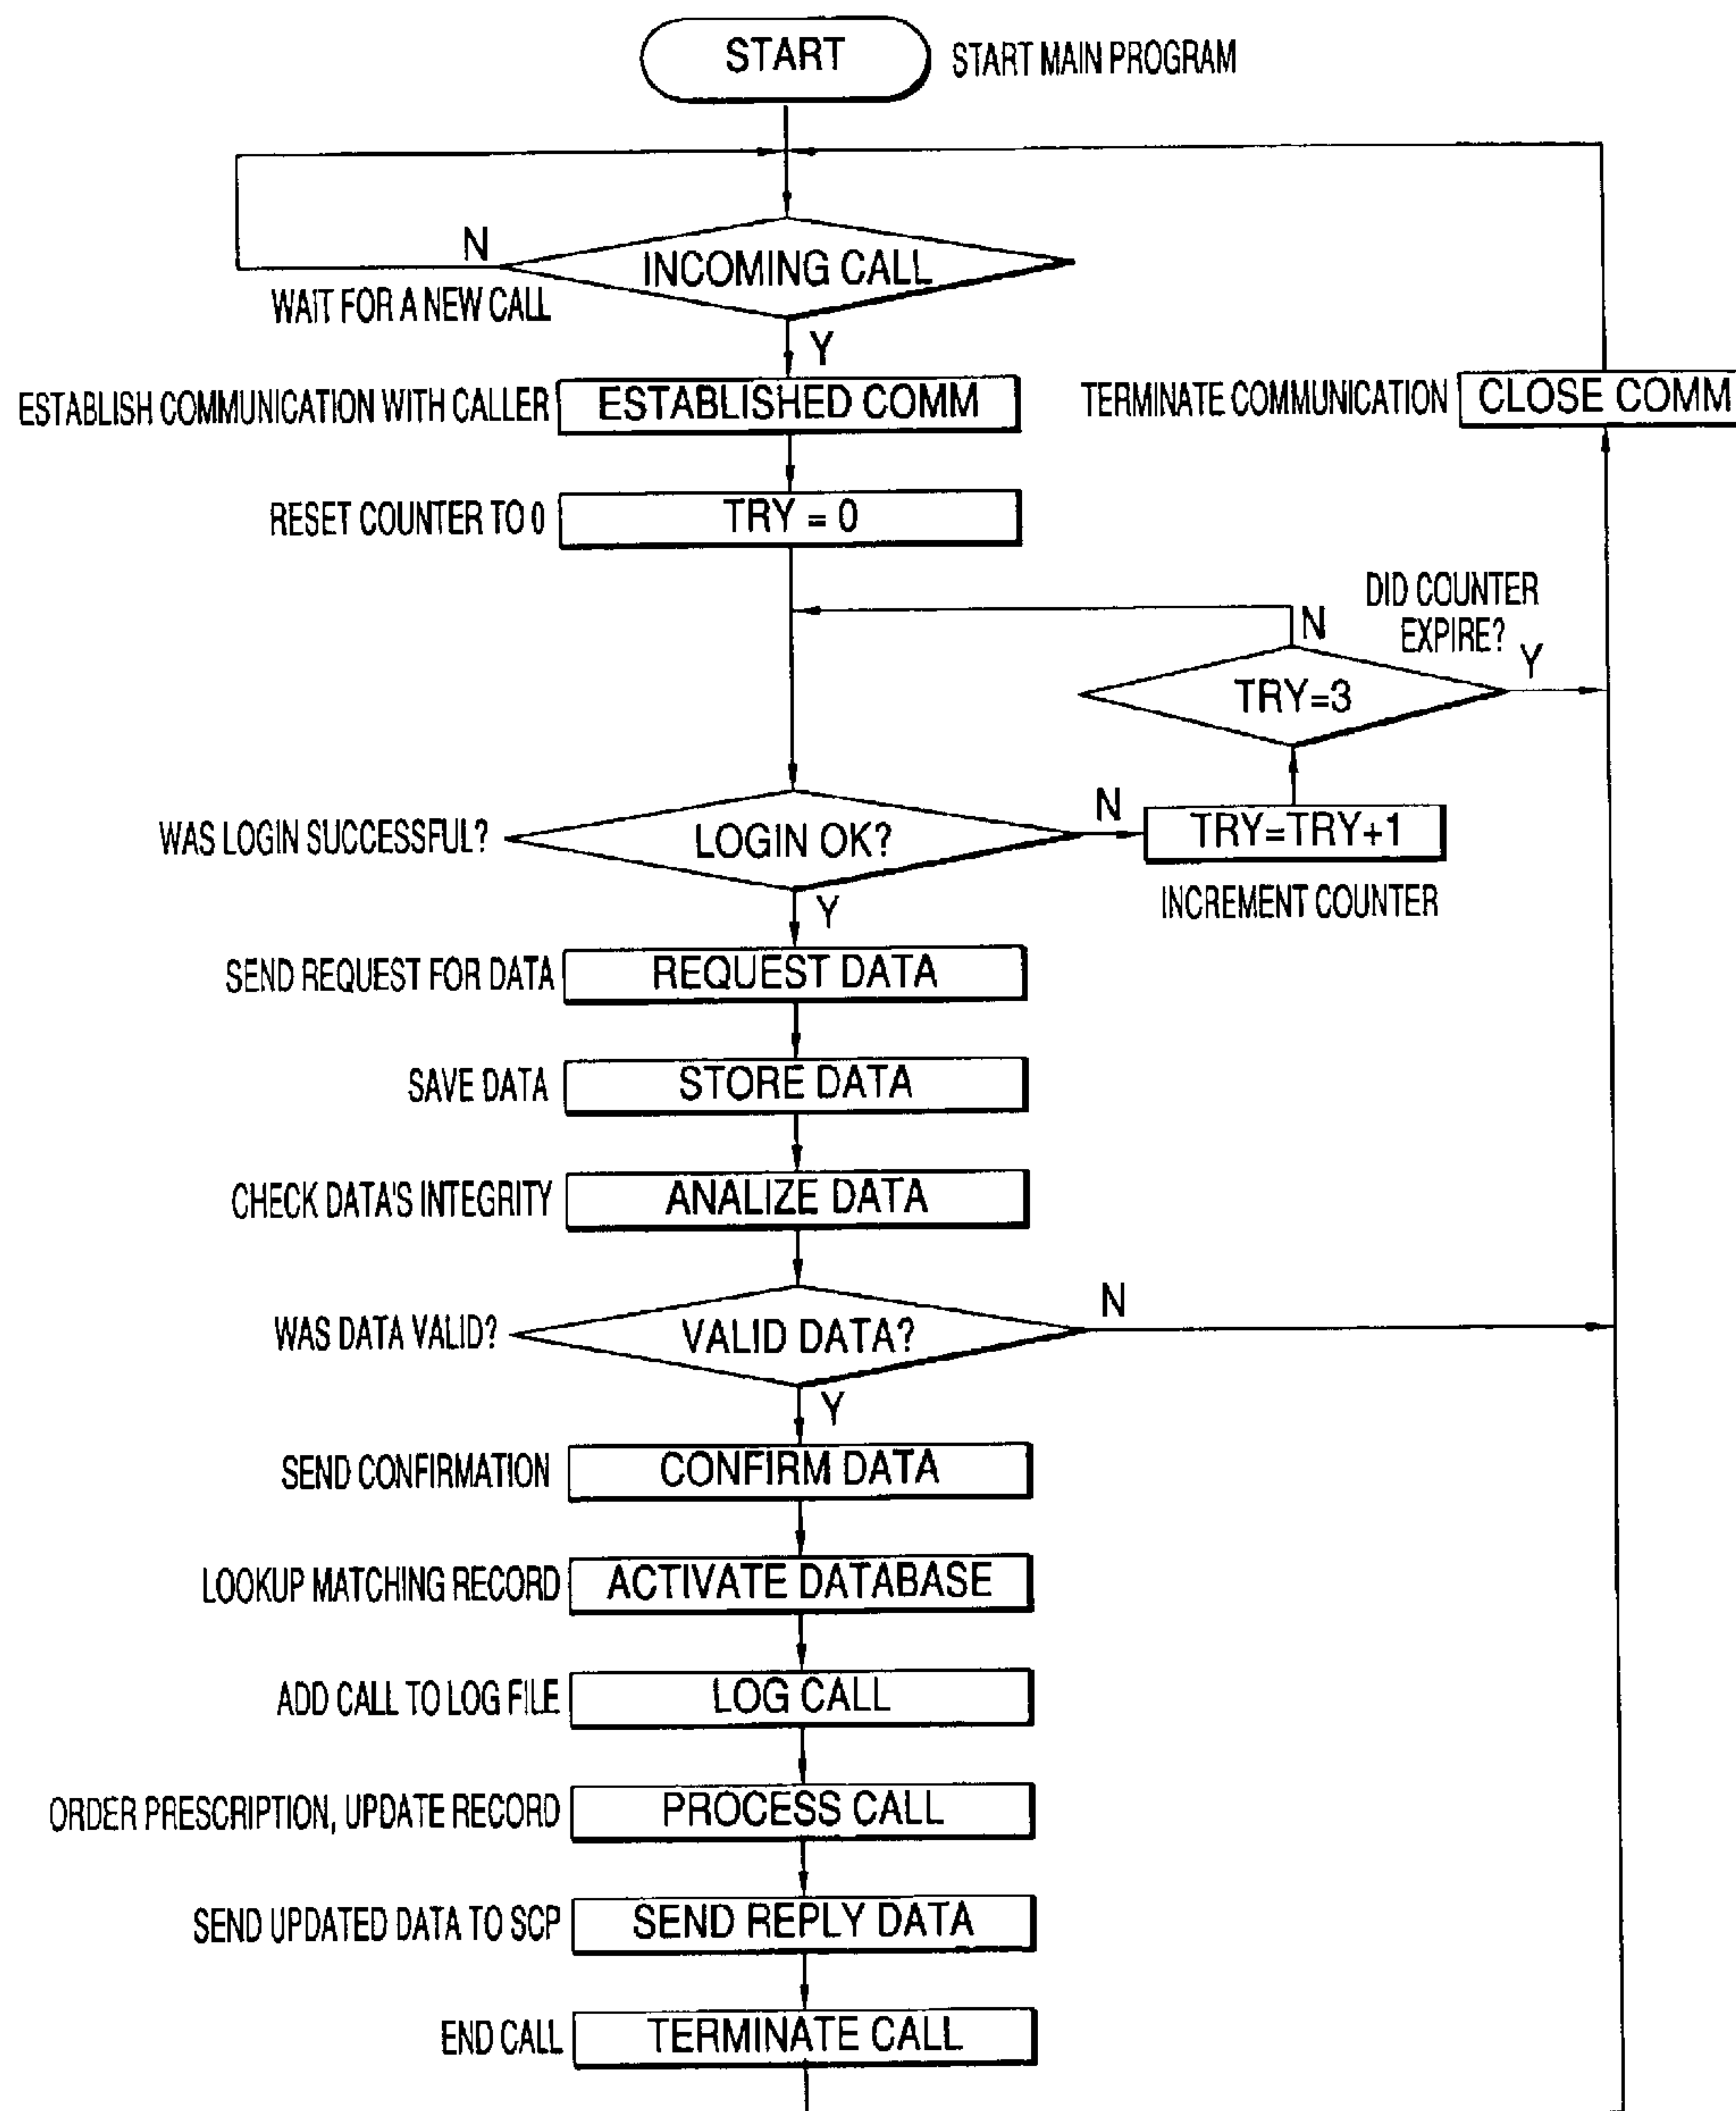 START
START MAIN PROGRAM
N
INCOMING CALL
WAIT FOR A NEW CALL
Y
ESTABLISH COMMUNICATION WITH CALLER
ESTABLISHED COMM
TERMINATE COMMUNICATION
CLOSE COMM
RESET COUNTER TO 0
TRY = 0
DID COUNTER
EXPIRE?
N
Y
TRY=3
WAS LOGIN SUCCESSFUL?
LOGIN OK?
N
TRY=TRY+1
INCREMENT COUNTER
Y
SEND REQUEST FOR DATA
REQUEST DATA
SAVE DATA
STORE DATA
CHECK DATA'S INTEGRITY
ANALIZE DATA
WAS DATA VALID?
VALID DATA?
N
Y
SEND CONFIRMATION
CONFIRM DATA
LOOKUP MATCHING RECORD
ACTIVATE DATABASE
ADD CALL TO LOG FILE
LOG CALL
ORDER PRESCRIPTION, UPDATE RECORD
PROCESS CALL
SEND UPDATED DATA TO SCP
SEND REPLY DATA
END CALL
TERMINATE CALL